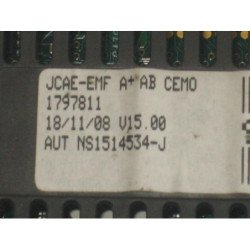 JCAE-EMF A+ AB CEMO
1797811
18/11/08 V15.00
AUT NS1514534-J